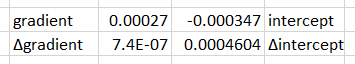 gradient 0.00027 -0.000347 intercept
Δgradient 7.4E-07 0.0004604 Δintercept